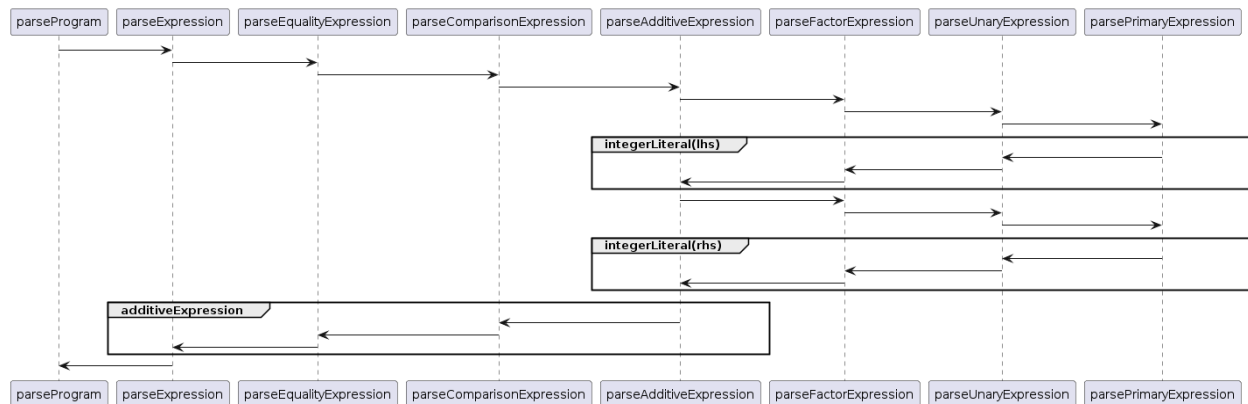 parseProgram parseExpression parseEqualityExpression parseComparisonExpression parseAdditiveExpression parseFactorExpression parseUnaryExpression parsePrimaryExpression
integerLiteral(lhs)
integerLiteral(rhs)
additiveExpression
parseProgram parseExpression parseEqualityExpression parseComparisonExpression parseAdditiveExpression parseFactorExpression parseUnaryExpression parsePrimaryExpression